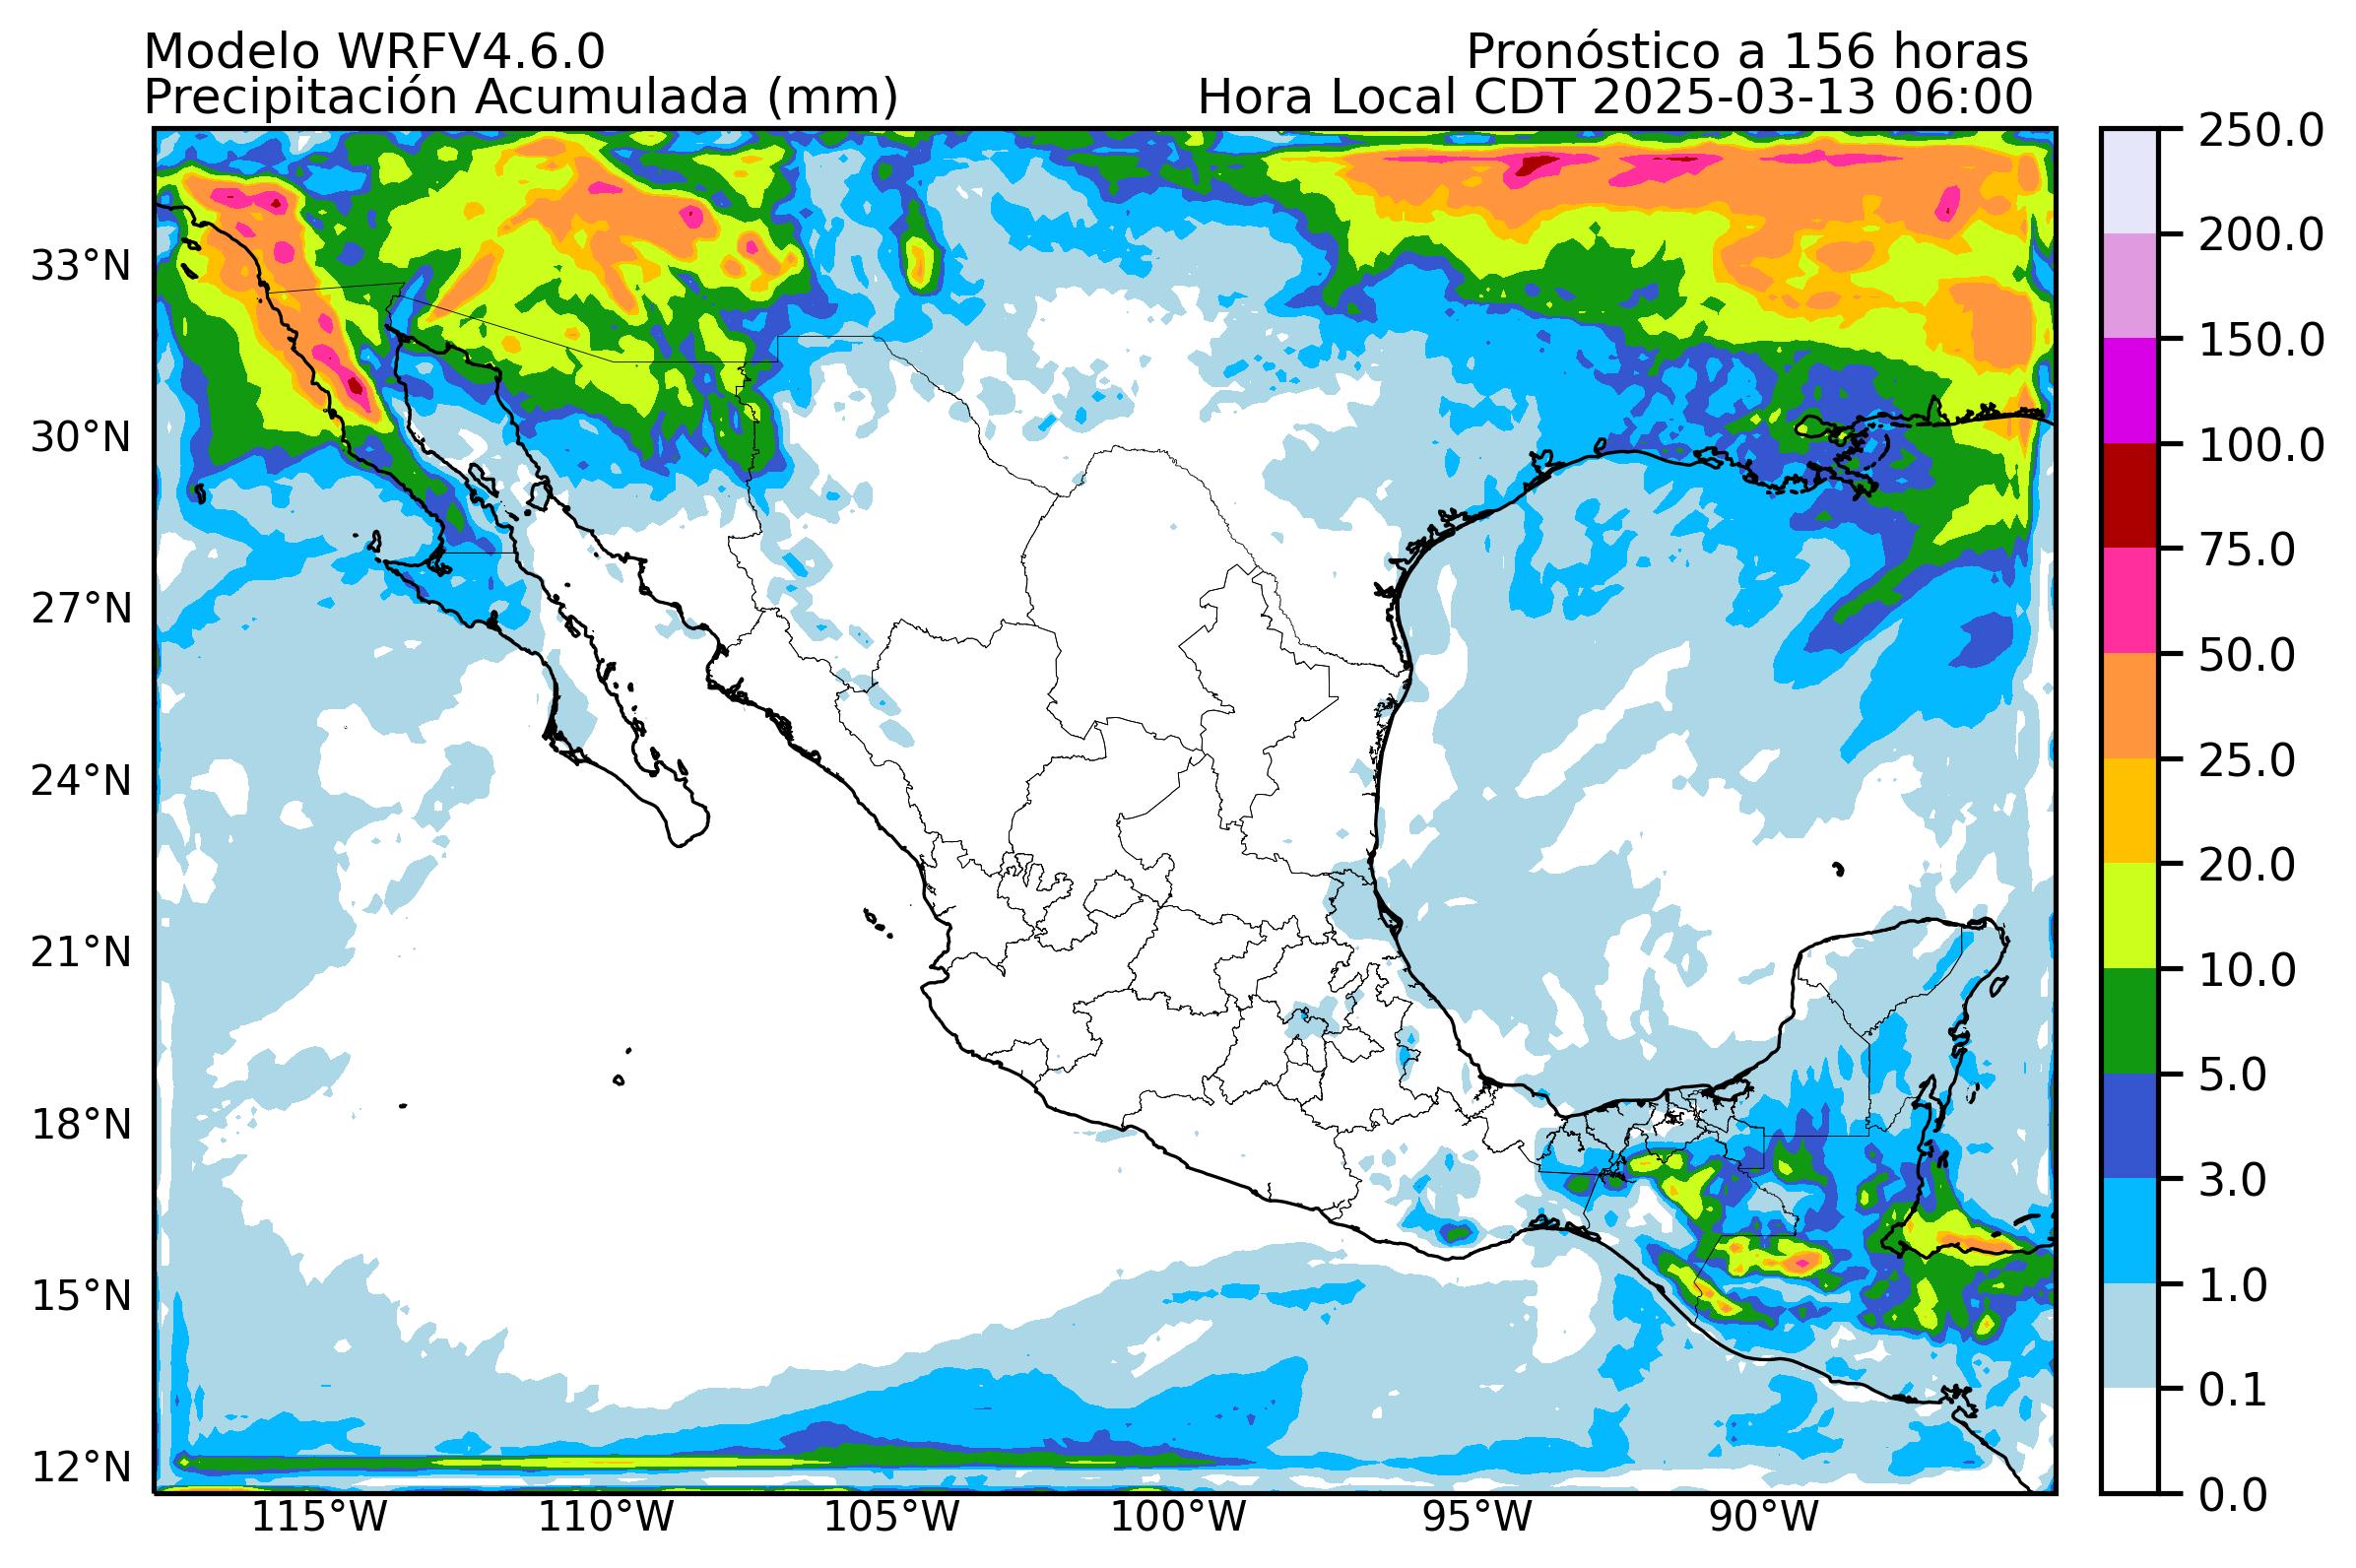 Modelo WRFV4.6.0
Pronóstico a 156 horas
Precipitación Acumulada (mm)
Hora Local CDT 2025-03-13 06:00
33°N
30°N
27°N
24°N
21°N
18°N
15°N
12°N
115°W
110°W
105°W
100°W
95°W
90°W
250.0
200.0
150.0
100.0
75.0
50.0
25.0
20.0
10.0
5.0
3.0
1.0
0.1
0.0